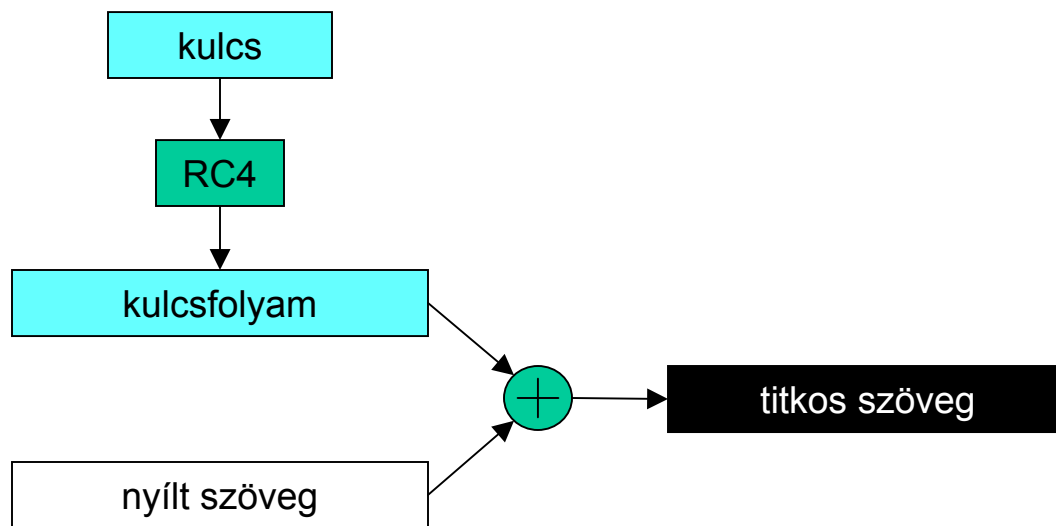 kulcs
RC4
kulcsfolyam
titkos szöveg
nyílt szöveg